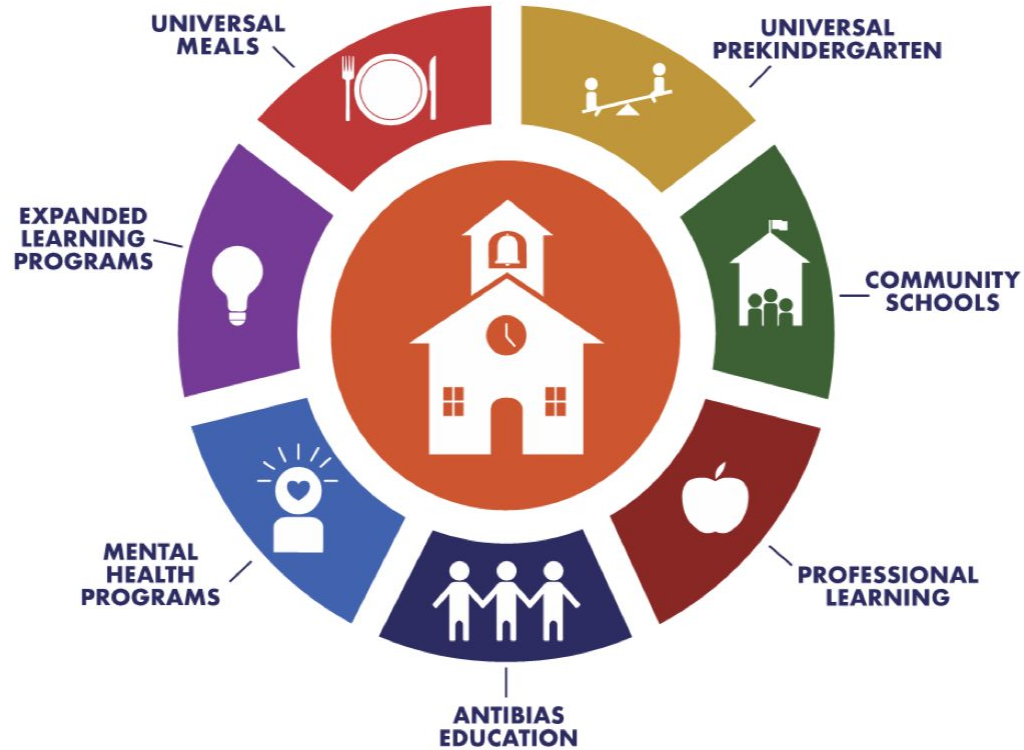 UNIVERSAL
MEALS
UNIVERSAL
PREKINDERGARTEN
EXPANDED
LEARNING
PROGRAMS
COMMUNITY
SCHOOLS
MENTAL
HEALTH
PROGRAMS
PROFESSIONAL
LEARNING
ANTIBIAS
EDUCATION